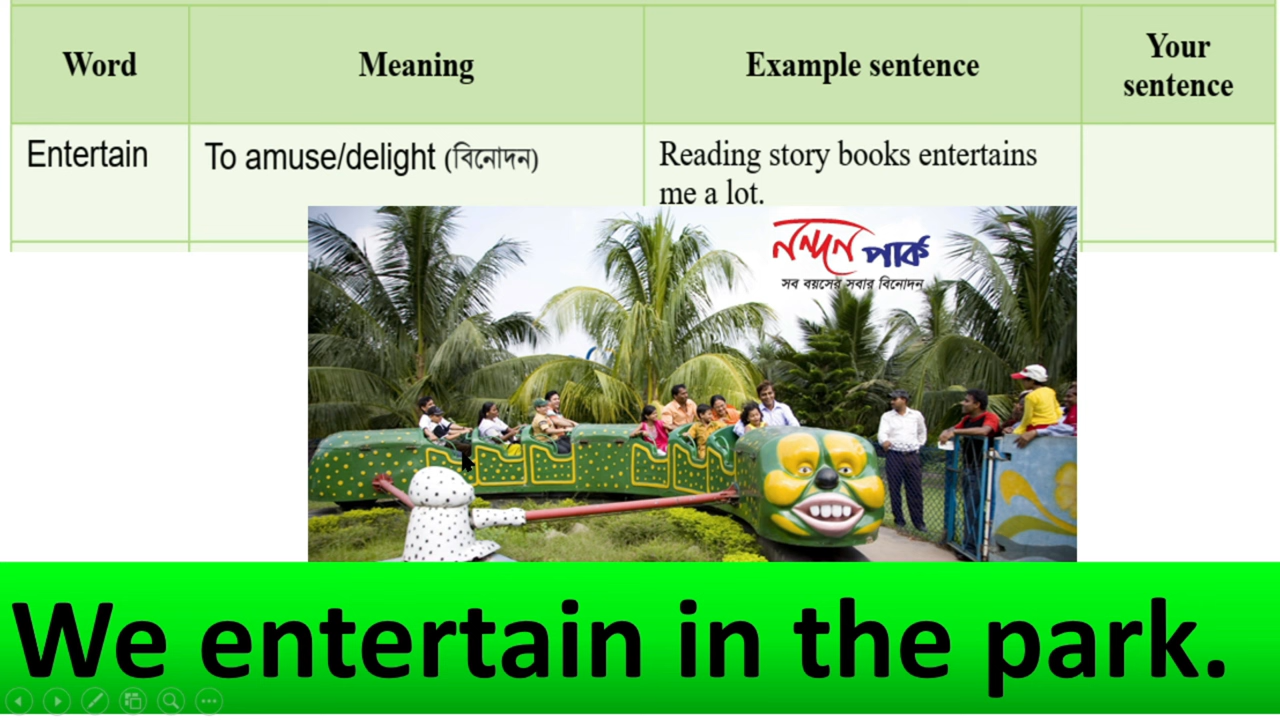 Word
Meaning
Example sentence
Your
sentence
Entertain
To amuse/delight (বিনোদন)
Reading story books entertains
me a lot.
নন্দন পার্ক
সব বয়সের সবার বিনোদন
We entertain in the park.